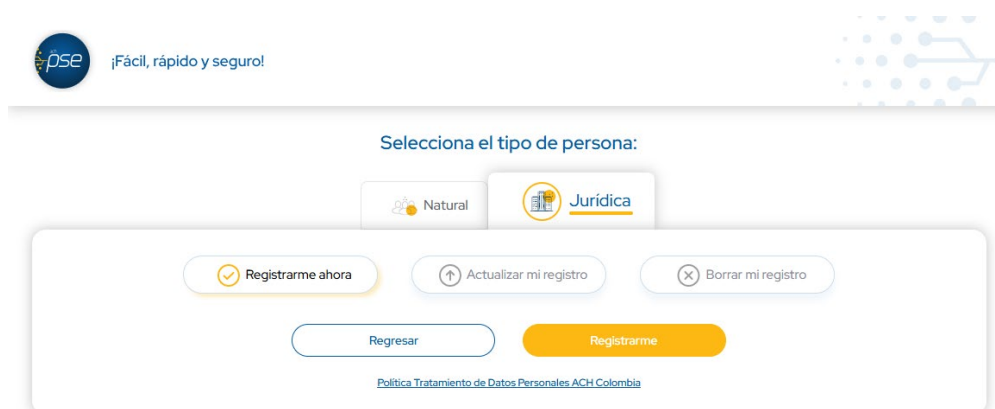 pse
¡Fácil, rápido y seguro!
Selecciona el tipo de persona:
Natural
Jurídica
Registrarme ahora
Actualizar mi registro
Borrar mi registro
Regresar
Registrarme
Política Tratamiento de Datos Personales ACH Colombia